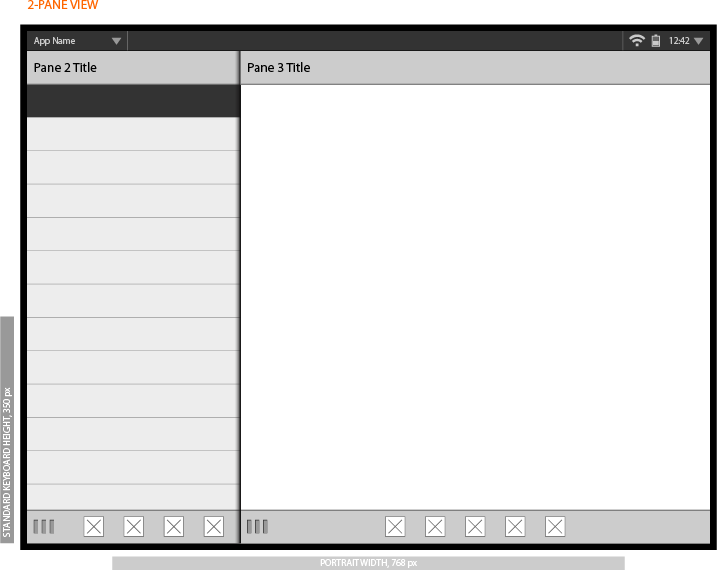 2-PANE VIEW
App Name
12:42
Pane 2 Title
Pane 3 Title
STANDARD KEYBOARD HEIGHT, 350 px
PORTRAIT WIDTH, 768 px